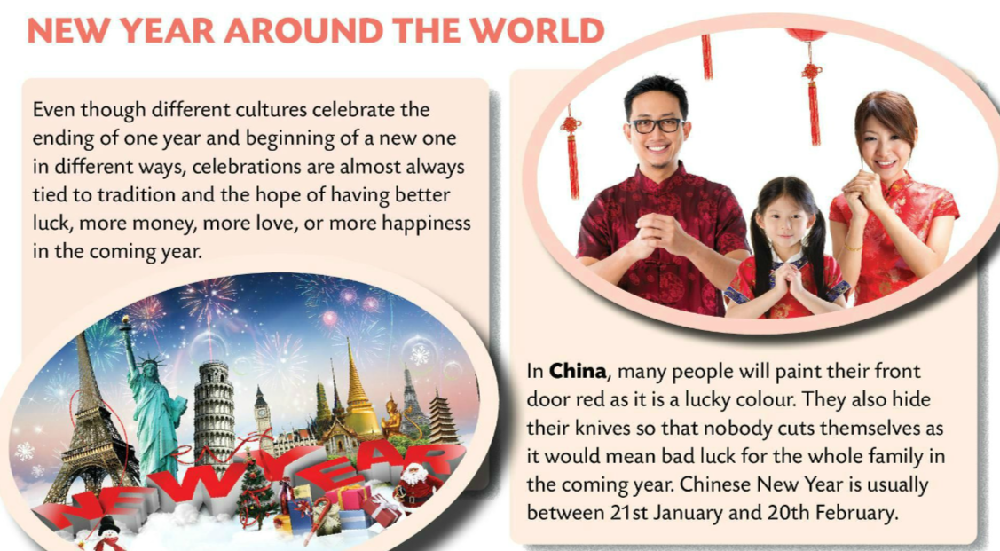 NEW YEAR AROUND THE WORLD
Even though different cultures celebrate the
ending of one year and beginning of a new one
in different ways, celebrations are almost always
tied to tradition and the hope of having better
luck, more money, more love, or more happiness
in the coming year.
NEW YEAR
In China, many people will paint their front
door red as it is a lucky colour. They also hide
their knives so that nobody cuts themselves as
it would mean bad luck for the whole family in
the coming year. Chinese New Year is usually
between 21st January and 20th February.